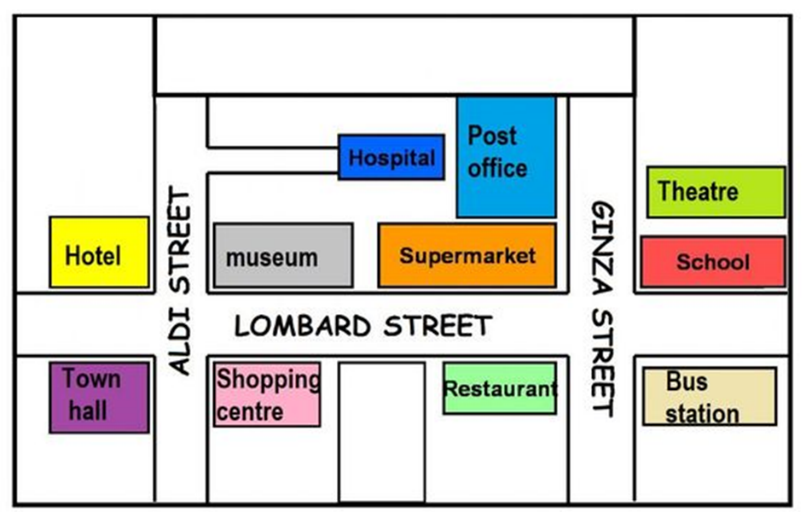 Post
office
Hospital
Theatre
Hotel
museum
Supermarket
School
ALDI STREET
GINZA STREET
LOMBARD STREET
Town
hall
Shopping
centre
Restaurant
Bus
station